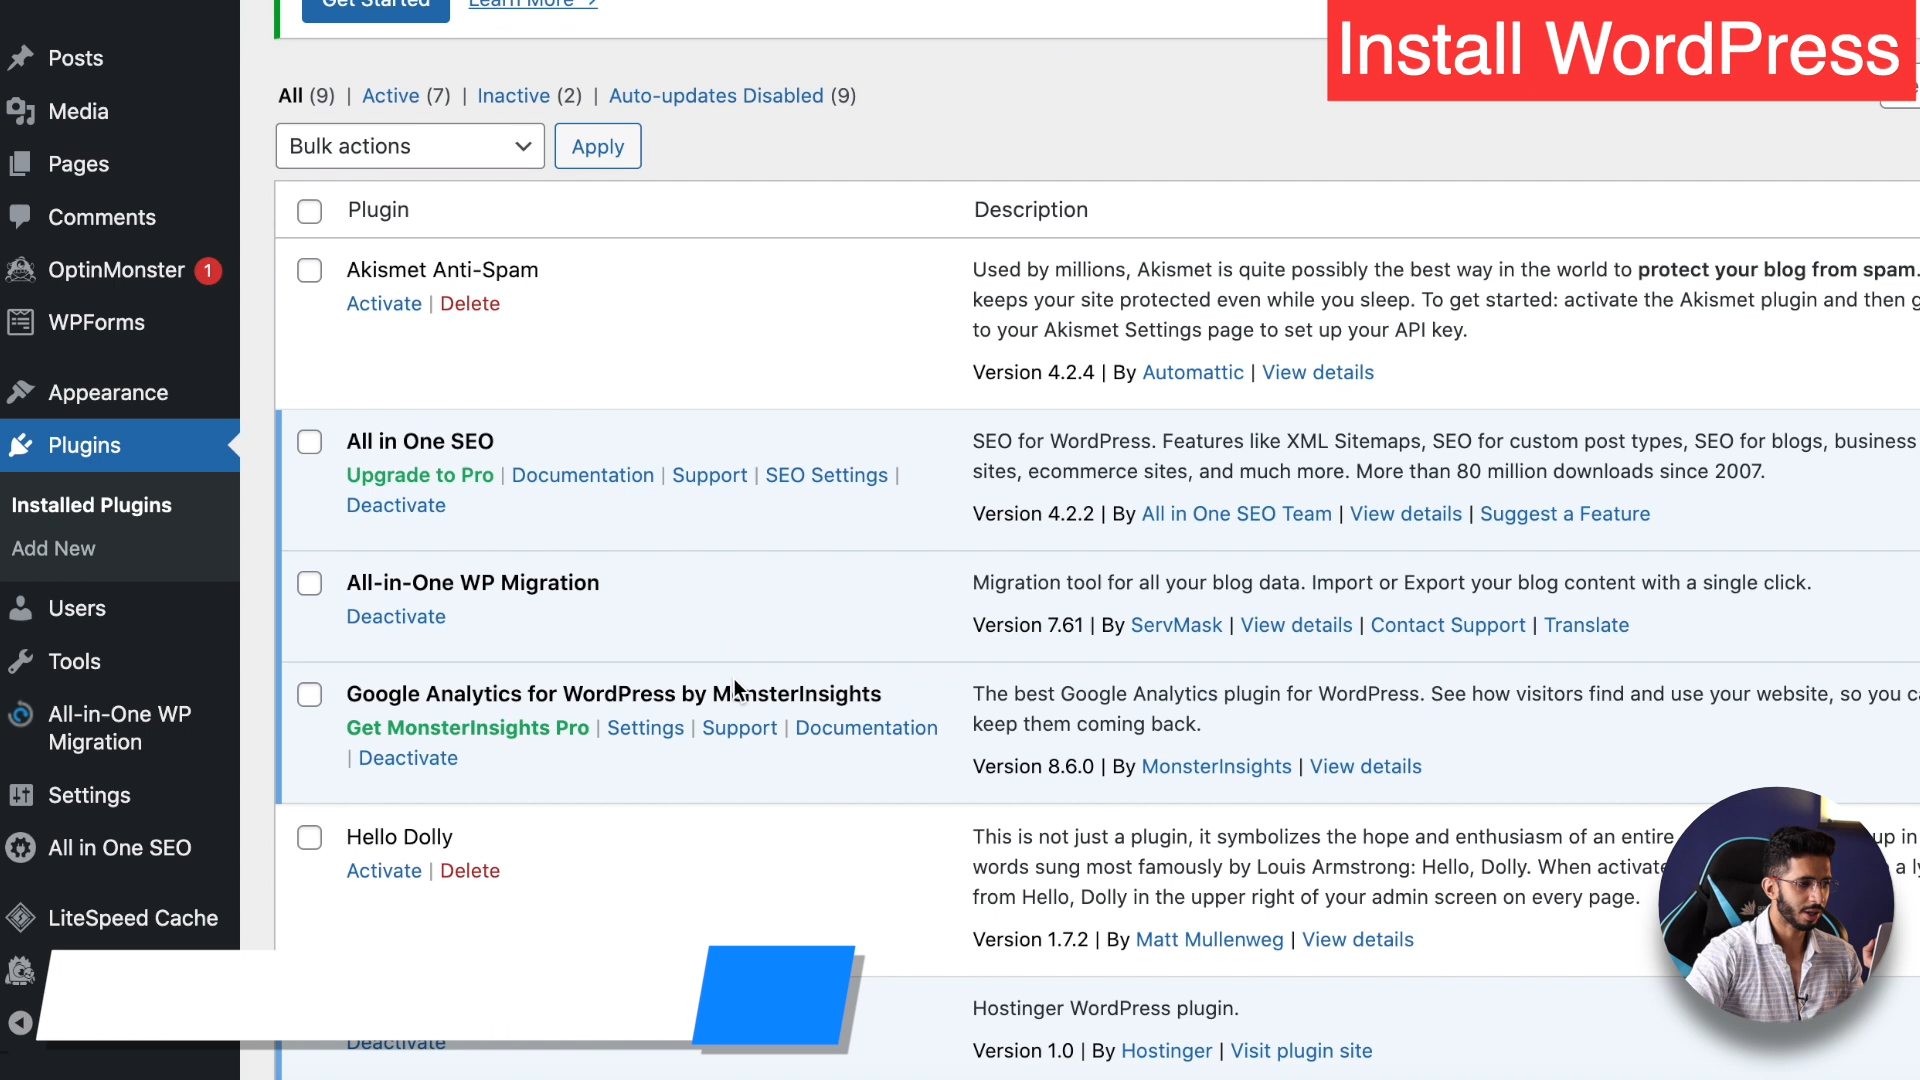 Get Started Learn More
Install WordPress
Posts
Media
Pages
Comments
OptinMonster 1
WPForms
Appearance
Plugins
Installed Plugins
Add New
Users
Tools
All-in-One WP
Migration
Settings
All in One SEO
LiteSpeed Cache
All (9) | Active (7) | Inactive (2) | Auto-updates Disabled (9)
Bulk actions Apply
Plugin Description
Akismet Anti-Spam
Activate | Delete
Used by millions, Akismet is quite possibly the best way in the world to protect your blog from spam.
keeps your site protected even while you sleep. To get started: activate the Akismet plugin and then g
to your Akismet Settings page to set up your API key.
Version 4.2.4 | By Automattic | View details
All in One SEO
Upgrade to Pro | Documentation | Support | SEO Settings |
Deactivate
SEO for WordPress. Features like XML Sitemaps, SEO for custom post types, SEO for blogs, business
sites, ecommerce sites, and much more. More than 80 million downloads since 2007.
Version 4.2.2 | By All in One SEO Team | View details | Suggest a Feature
All-in-One WP Migration
Deactivate
Migration tool for all your blog data. Import or Export your blog content with a single click.
Version 7.61 | By ServMask | View details | Contact Support | Translate
Google Analytics for WordPress by MonsterInsights
Get MonsterInsights Pro | Settings | Support | Documentation
| Deactivate
The best Google Analytics plugin for WordPress. See how visitors find and use your website, so you ca
keep them coming back.
Version 8.6.0 | By MonsterInsights | View details
Hello Dolly
Activate | Delete
This is not just a plugin, it symbolizes the hope and enthusiasm of an entire up in
words sung most famously by Louis Armstrong: Hello, Dolly. When activate a ly
from Hello, Dolly in the upper right of your admin screen on every page.
Version 1.7.2 | By Matt Mullenweg | View details
Deactivate
Hostinger WordPress plugin.
Version 1.0 | By Hostinger | Visit plugin site